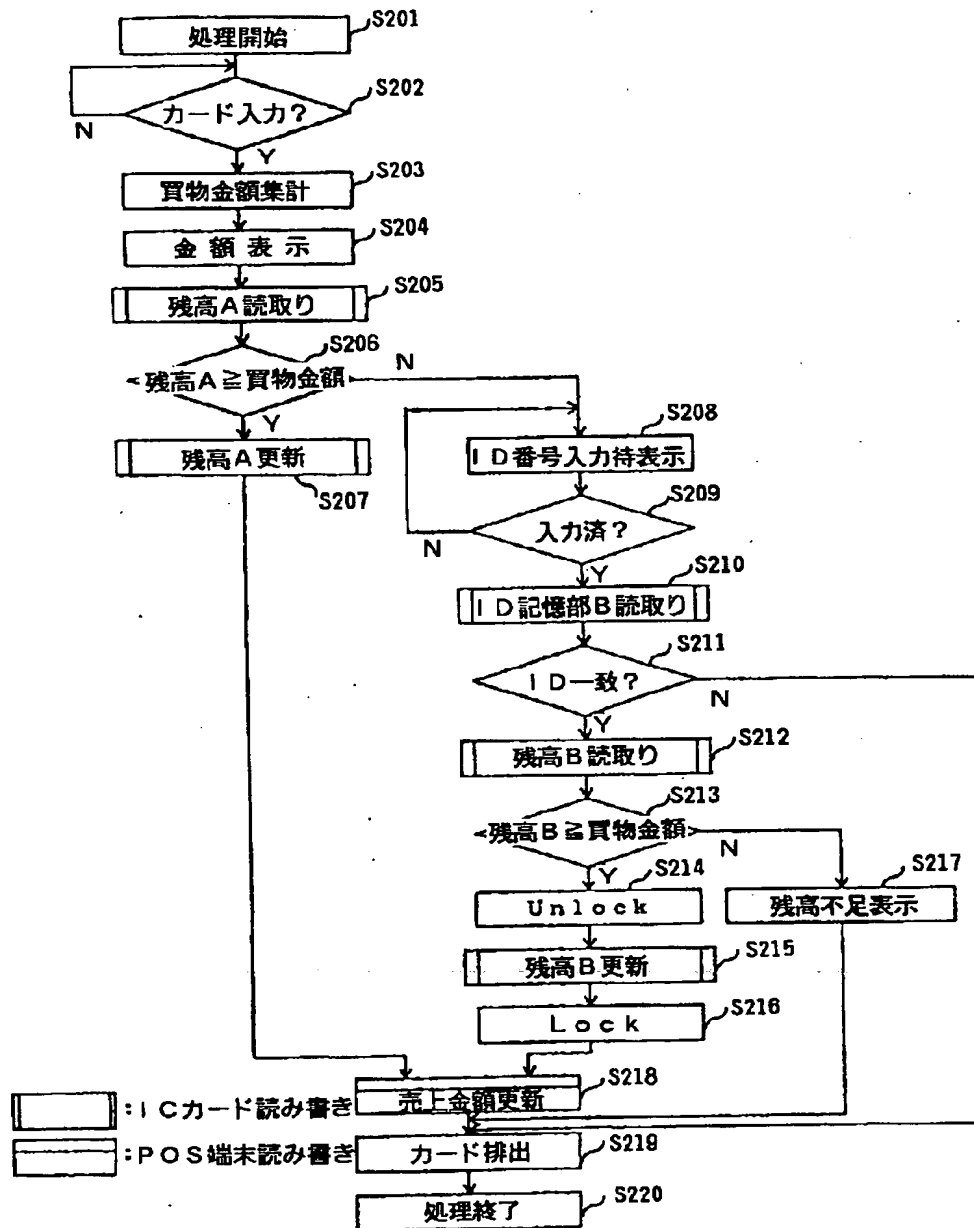 処理開始
S201
カード入力？
S202
N
Y
買物金額集計
S203
金額表示
S204
残高A読取り
S205
S206
残高A≧買物金額
N
Y
残高A更新
S207
S208
ID番号入力待表示
S209
入力済？
N
Y
S210
ID記憶部B読取り
S211
ID一致？
N
Y
残高B読取り
S212
S213
残高B≧買物金額
N
Y
S214
Unlock
S217
残高不足表示
残高B更新
S215
Lock
S216
S218
売上金額更新
：ICカード読み書き
：POS端末読み書き
カード排出
S219
処理終了
S220